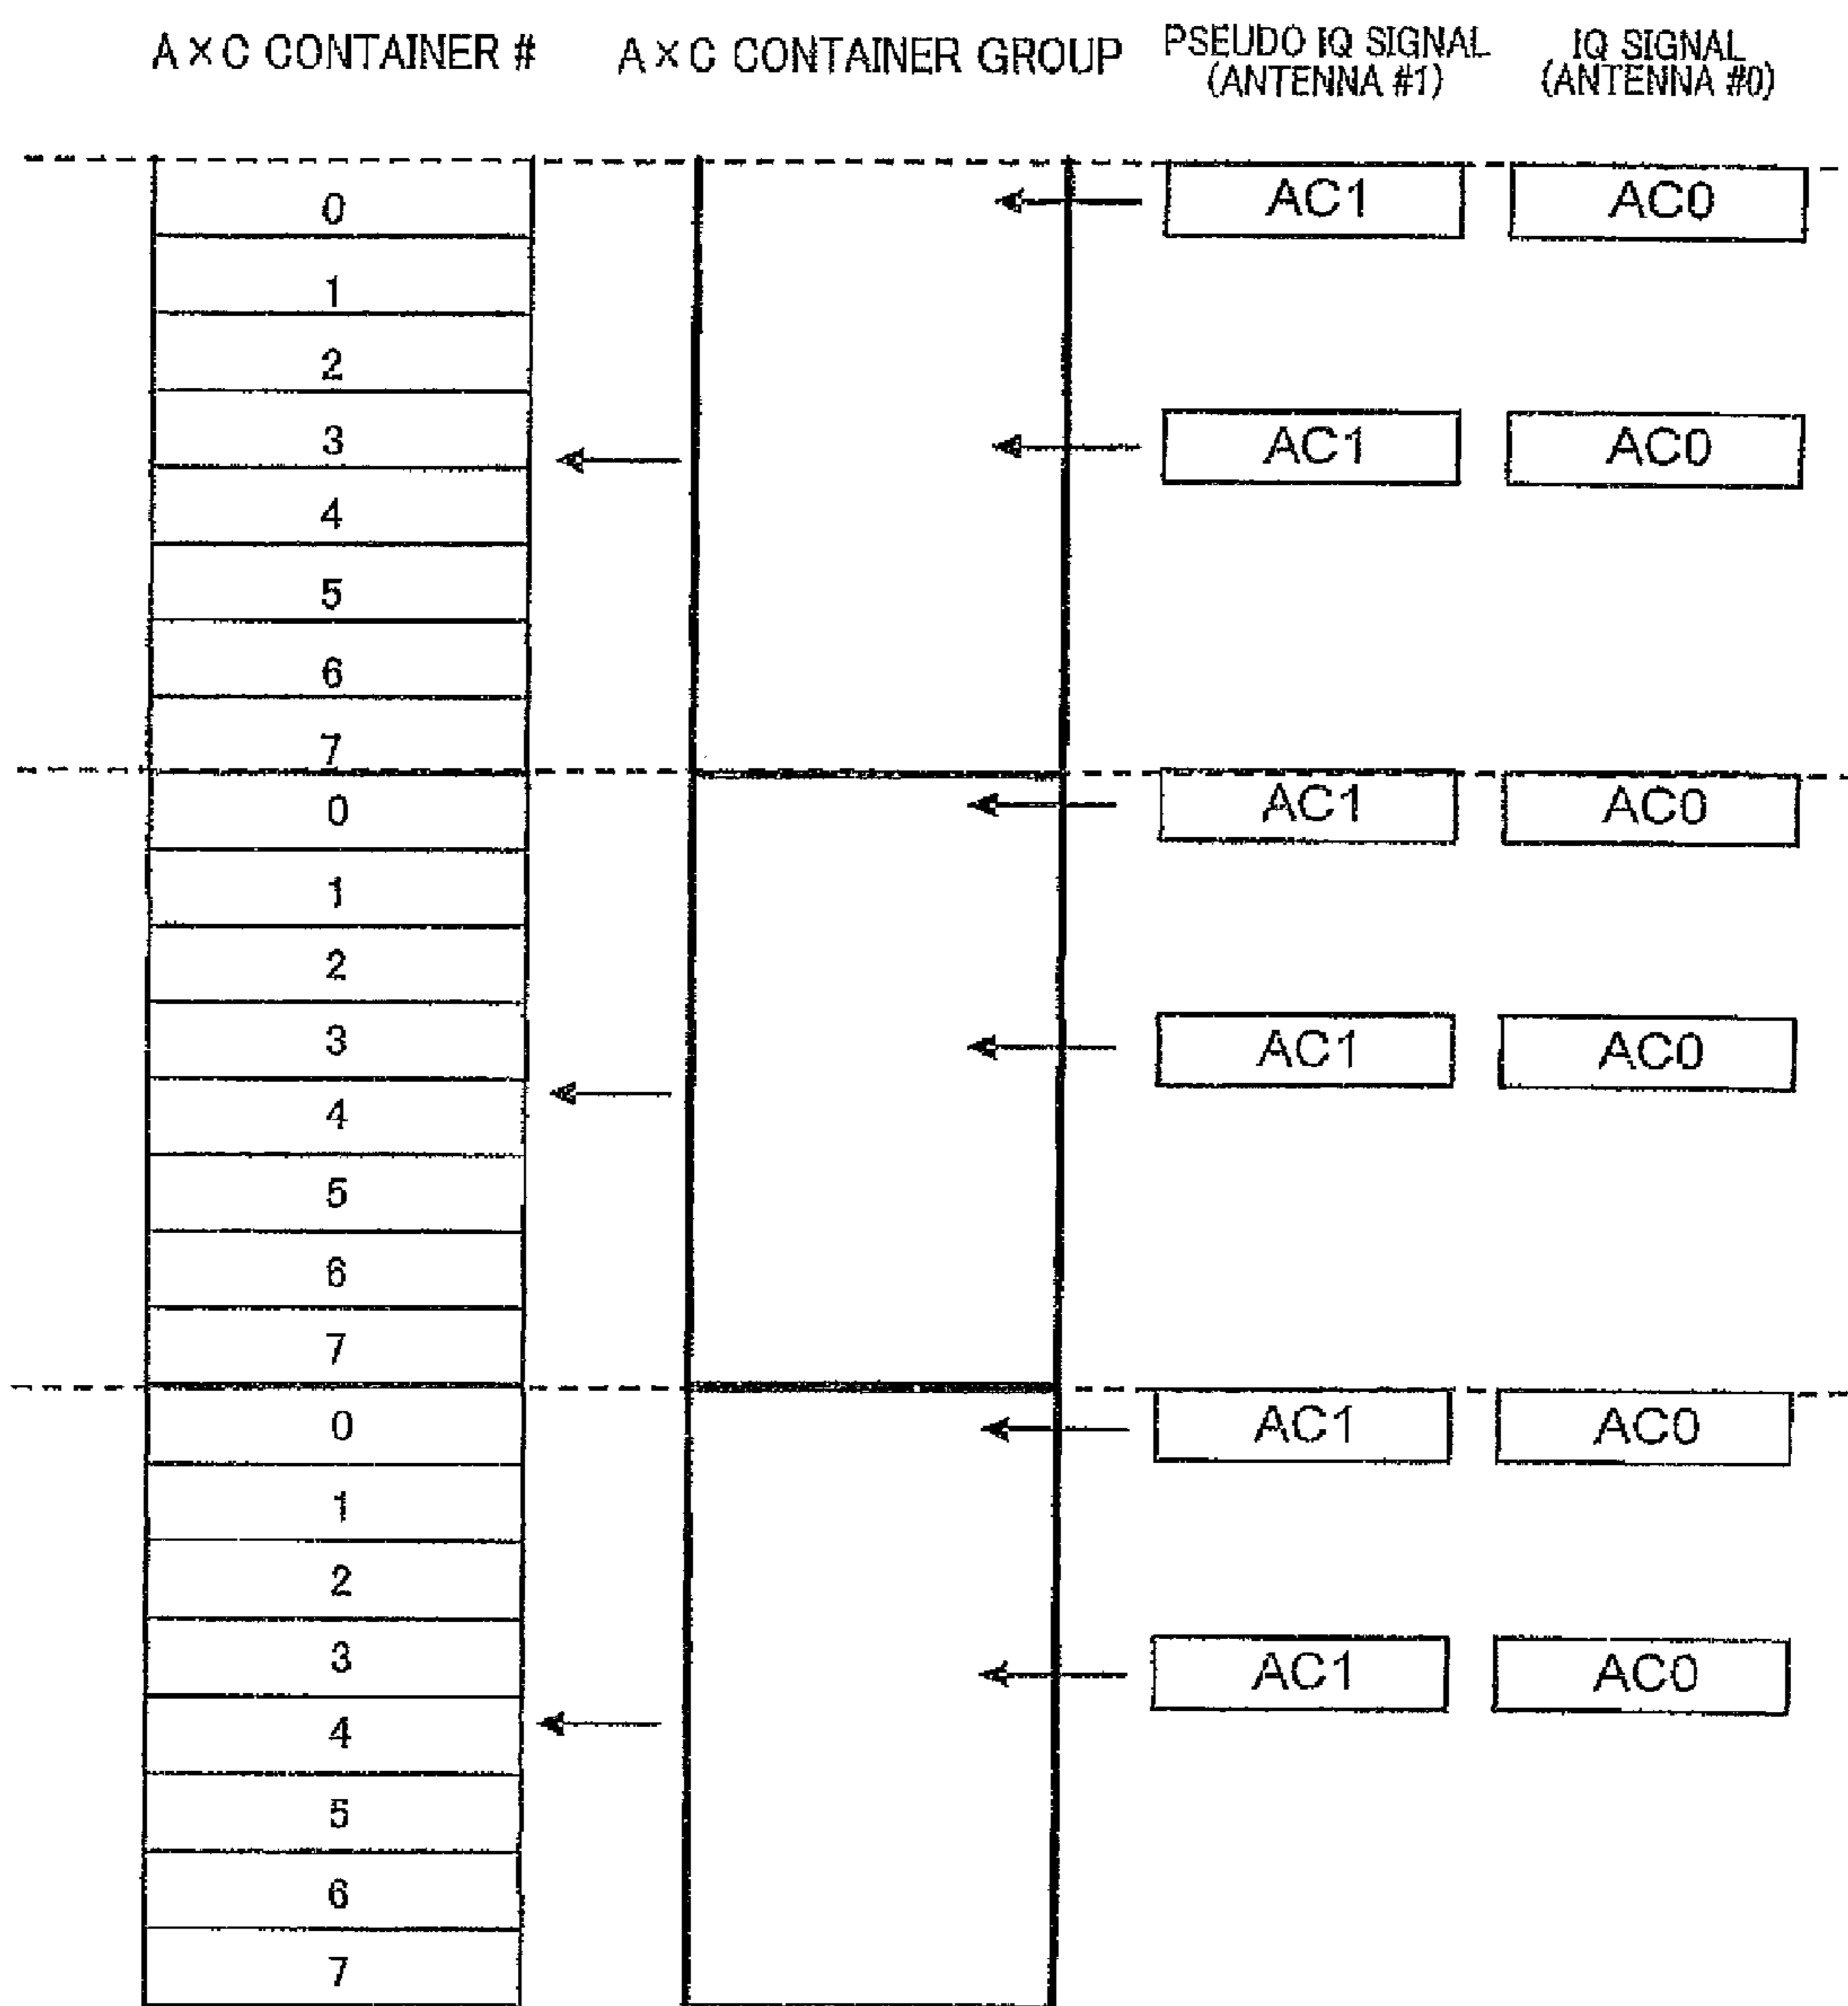 A×C CONTAINER #
A×C CONTAINER GROUP
PSEUDO IQ SIGNAL
(ANTENNA #1)
IQ SIGNAL
(ANTENNA #0)
0
AC1
AC0
1
2
3
AC1
AC0
4
5
6
7
0
AC1
AC0
1
2
3
AC1
AC0
4
5
6
7
0
AC1
AC0
1
2
3
AC1
AC0
4
5
6
7